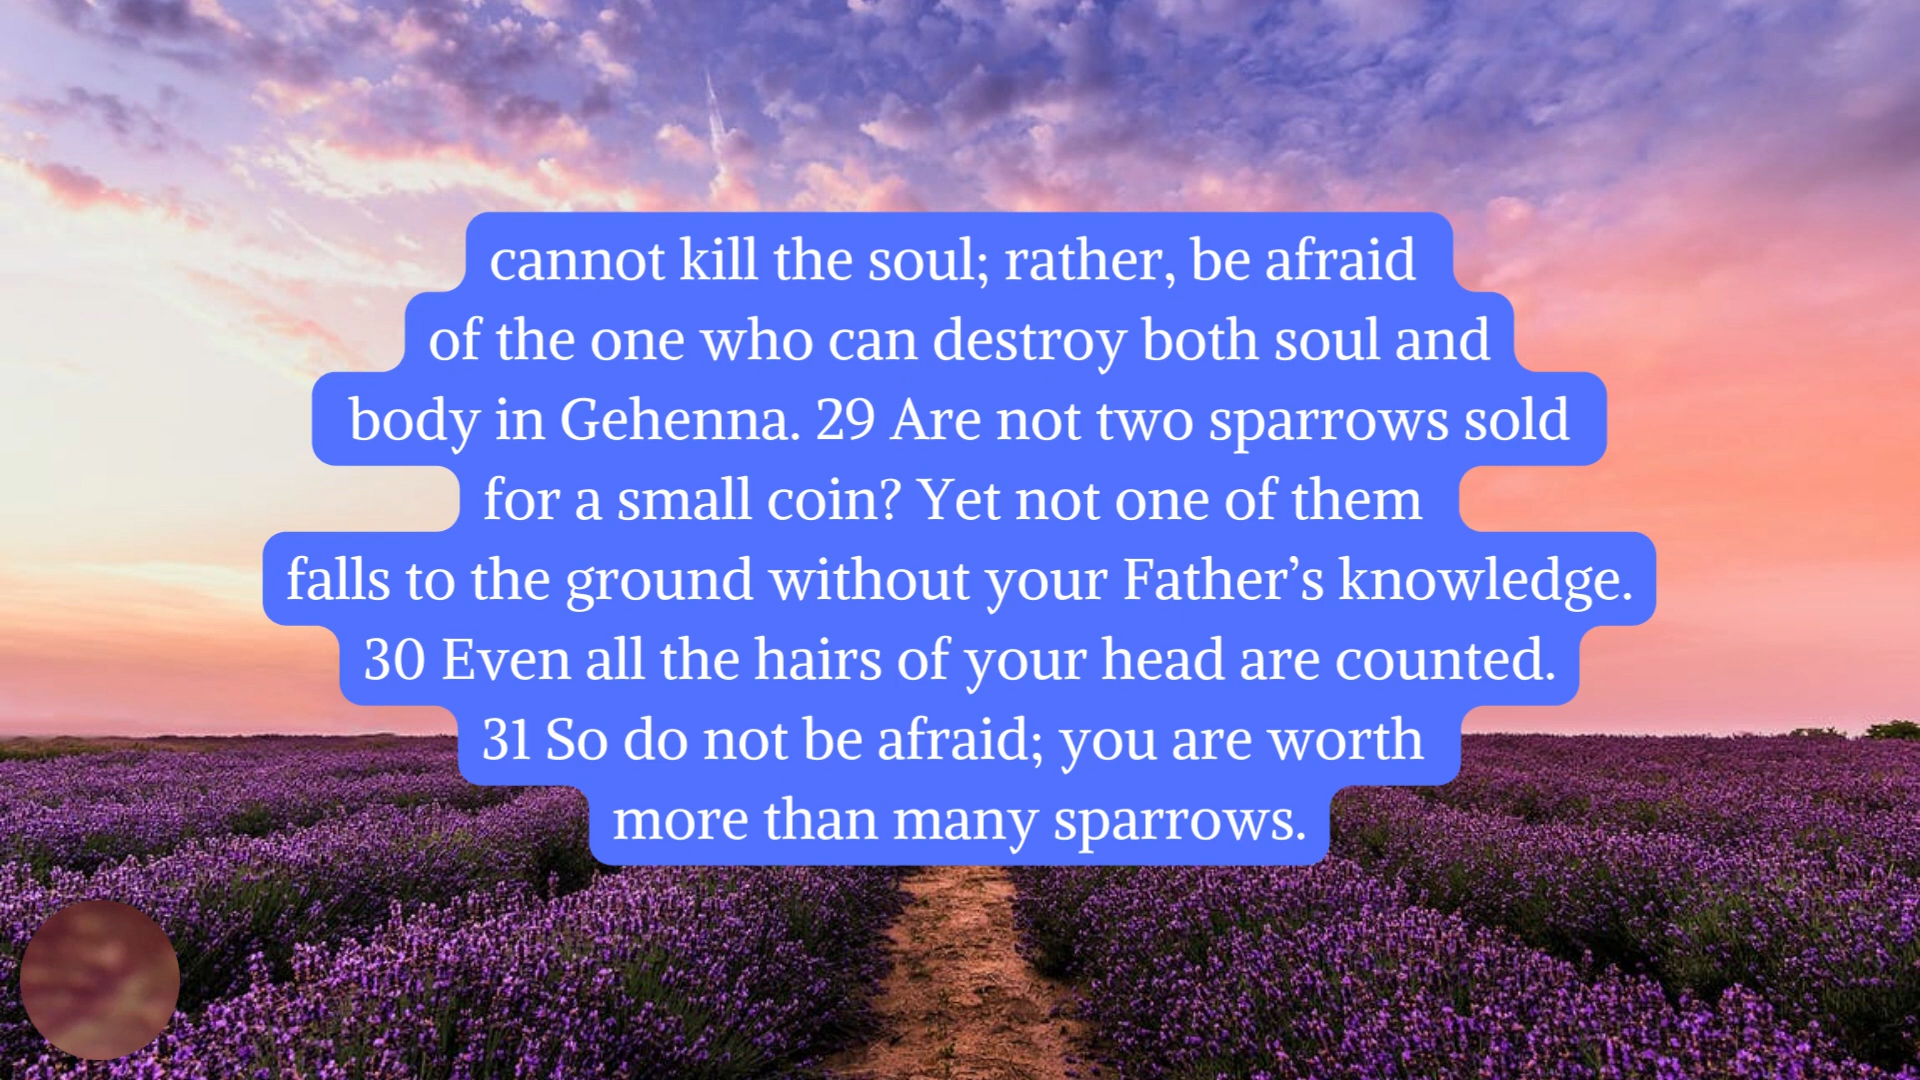 cannot kill the soul; rather, be afraid
of the one who can destroy both soul and
body in Gehenna. 29 Are not two sparrows sold
for a small coin? Yet not one of them
falls to the ground without your Father’s knowledge.
30 Even all the hairs of your head are counted.
31 So do not be afraid; you are worth
more than many sparrows.